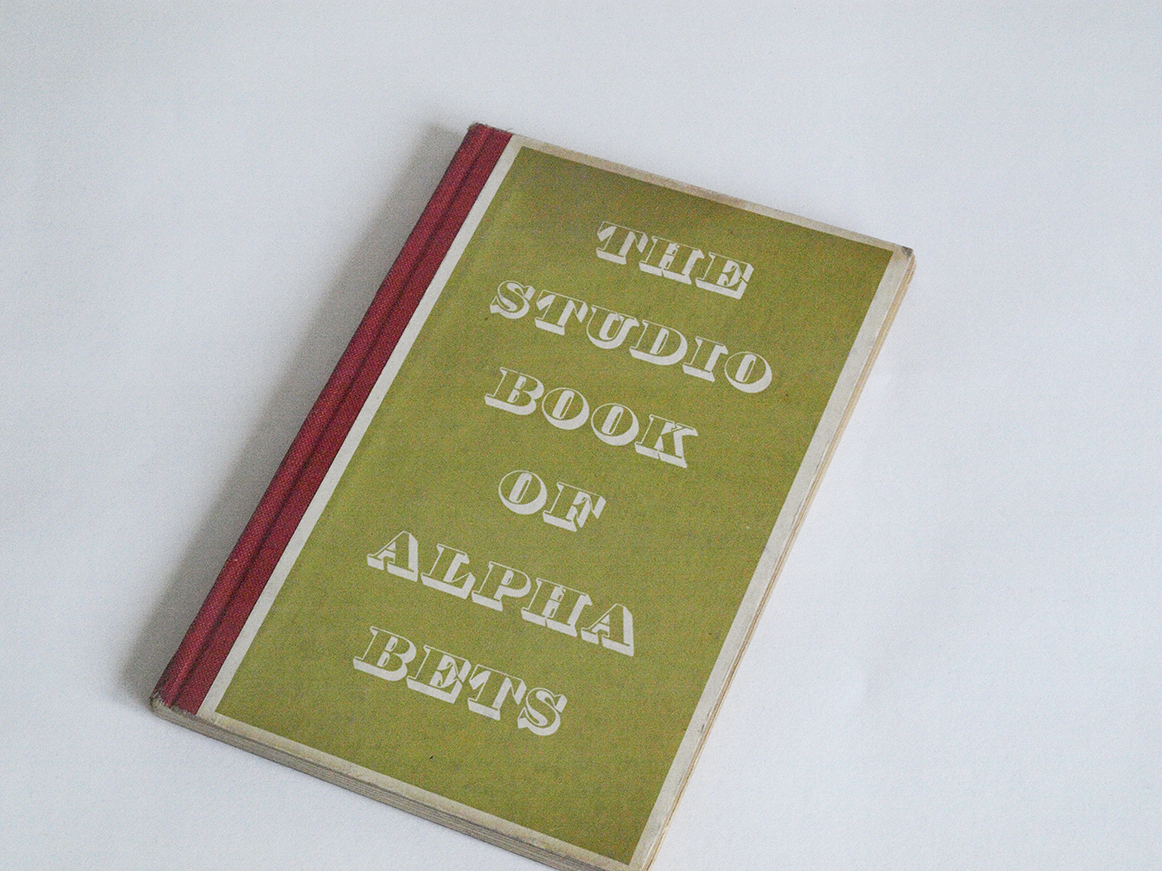 THE
STUDIO
BOOK
OF
ALPHA
BETS